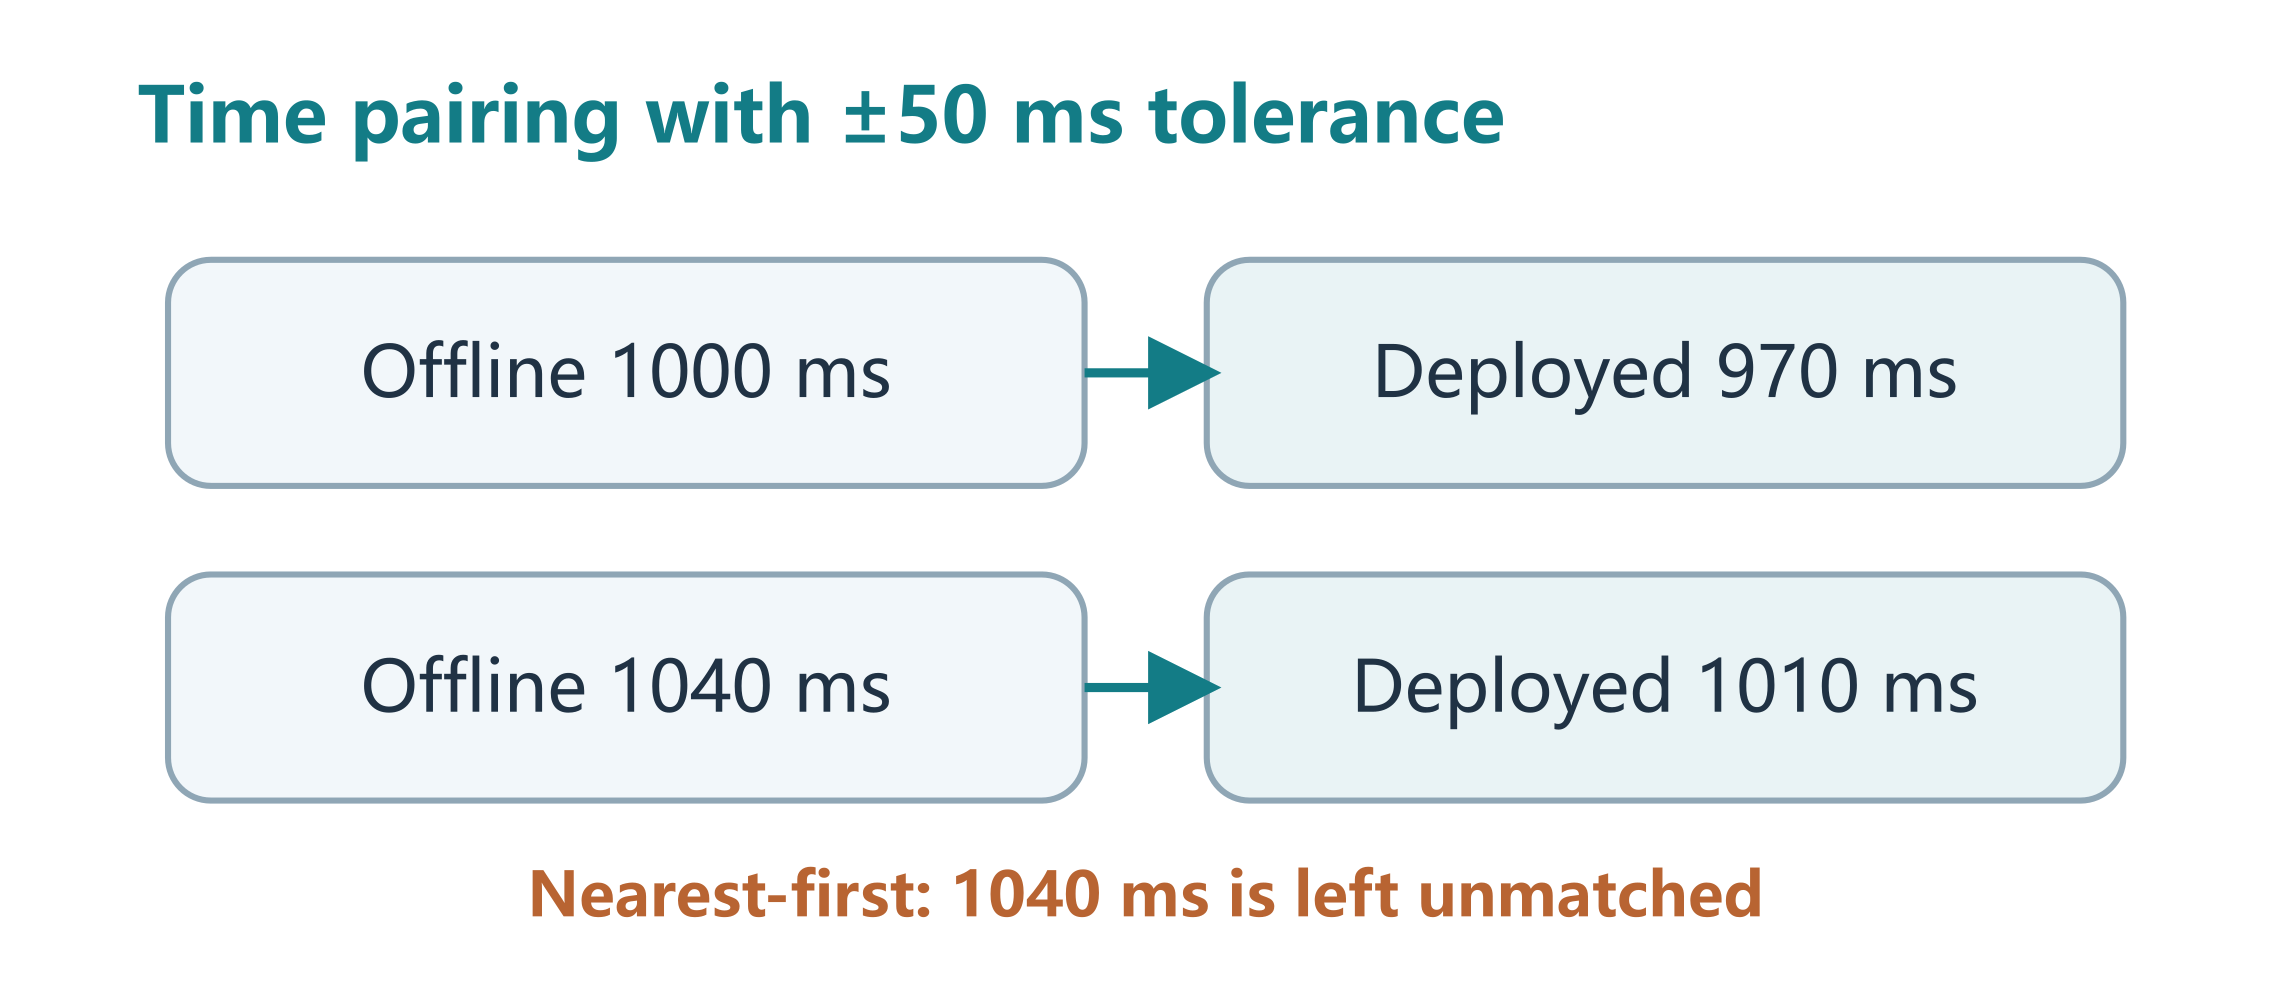 Time pairing with ±50 ms tolerance
Offline 1000 ms
Deployed 970 ms
Offline 1040 ms
Deployed 1010 ms
Nearest-first: 1040 ms is left unmatched